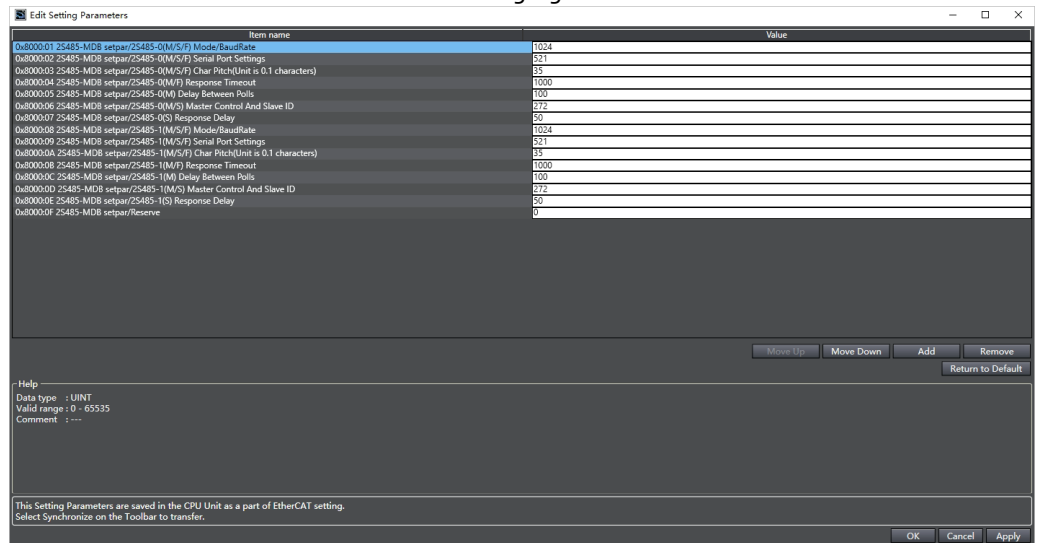 Edit Setting Parameters
Item name Value
0x8000:01 2S485-MDB setpar/2S485-0(M/S/F) Mode/BaudRate 1024
0x8000:02 2S485-MDB setpar/2S485-0(M/S/F) Serial Port Settings 521
0x8000:03 2S485-MDB setpar/2S485-0(M/S/F) Char Pitch(Unit is 0.1 characters) 35
0x8000:04 2S485-MDB setpar/2S485-0(M/F) Response Timeout 1000
0x8000:05 2S485-MDB setpar/2S485-0(M) Delay Between Polls 100
0x8000:06 2S485-MDB setpar/2S485-0(M/S) Master Control And Slave ID 272
0x8000:07 2S485-MDB setpar/2S485-0(S) Response Delay 50
0x8000:08 2S485-MDB setpar/2S485-1(M/S/F) Mode/BaudRate 1024
0x8000:09 2S485-MDB setpar/2S485-1(M/S/F) Serial Port Settings 521
0x8000:0A 2S485-MDB setpar/2S485-1(M/S/F) Char Pitch(Unit is 0.1 characters) 35
0x8000:0B 2S485-MDB setpar/2S485-1(M/F) Response Timeout 1000
0x8000:0C 2S485-MDB setpar/2S485-1(M) Delay Between Polls 100
0x8000:0D 2S485-MDB setpar/2S485-1(M/S) Master Control And Slave ID 272
0x8000:0E 2S485-MDB setpar/2S485-1(S) Response Delay 50
0x8000:0F 2S485-MDB setpar/Reserve 0
Move Up Move Down Add Remove
Return to Default
Help
Data type : UINT
Valid range : 0 - 65535
Comment : ---
This Setting Parameters are saved in the CPU Unit as a part of EtherCAT setting.
Select Synchronize on the Toolbar to transfer.
OK Cancel Apply